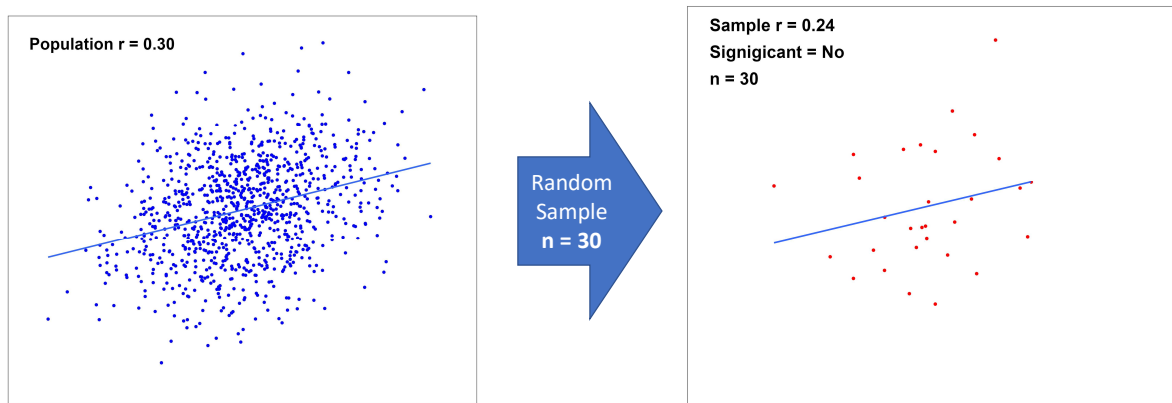 Population r = 0.30
Random
Sample
n = 30
Sample r = 0.24
Signigicant = No
n = 30